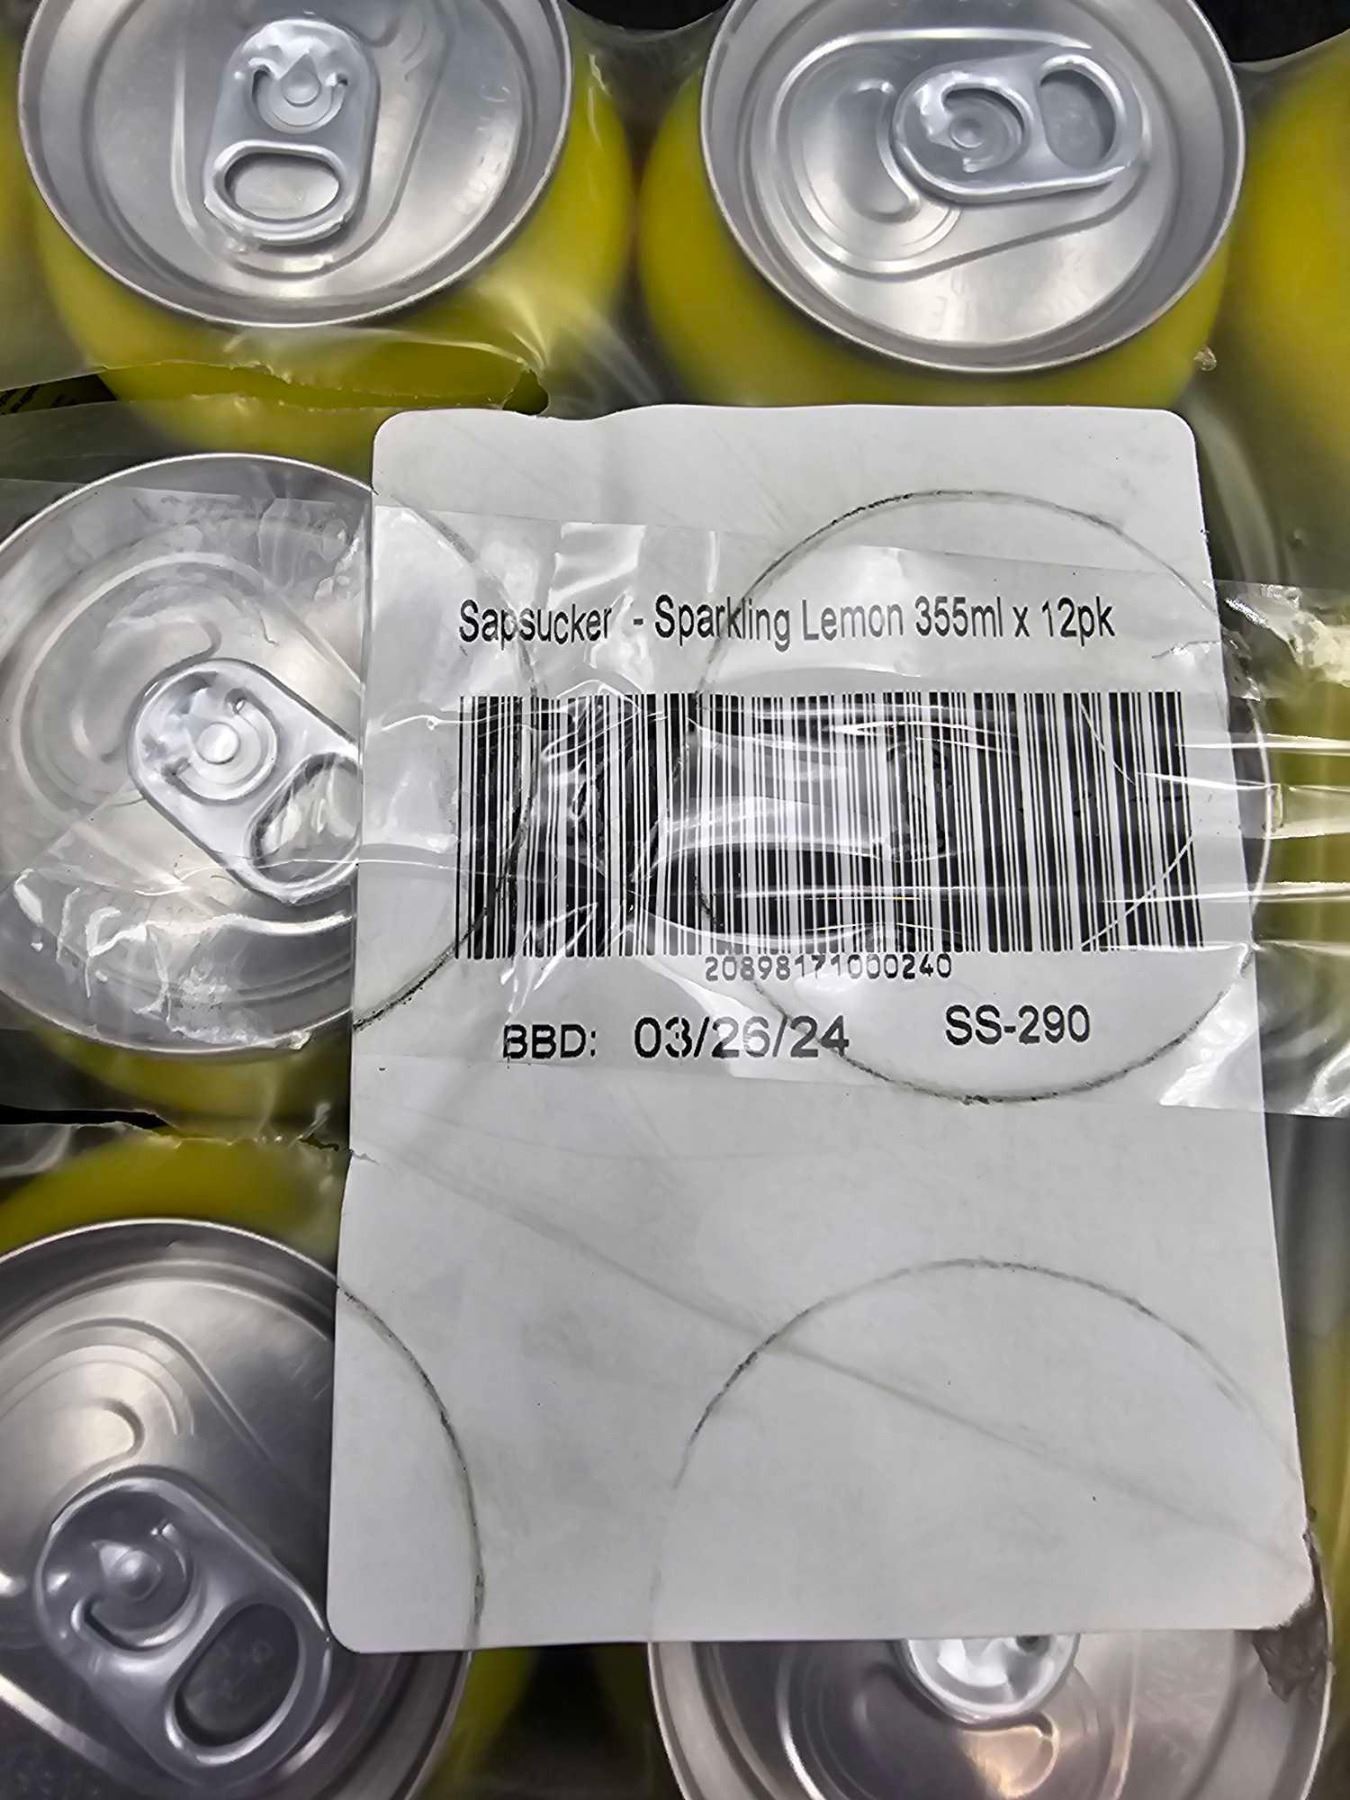 Sapsucker - Sparkling Lemon 355ml x 12pk
20898171000240
BBD: 03/26/24 SS-290